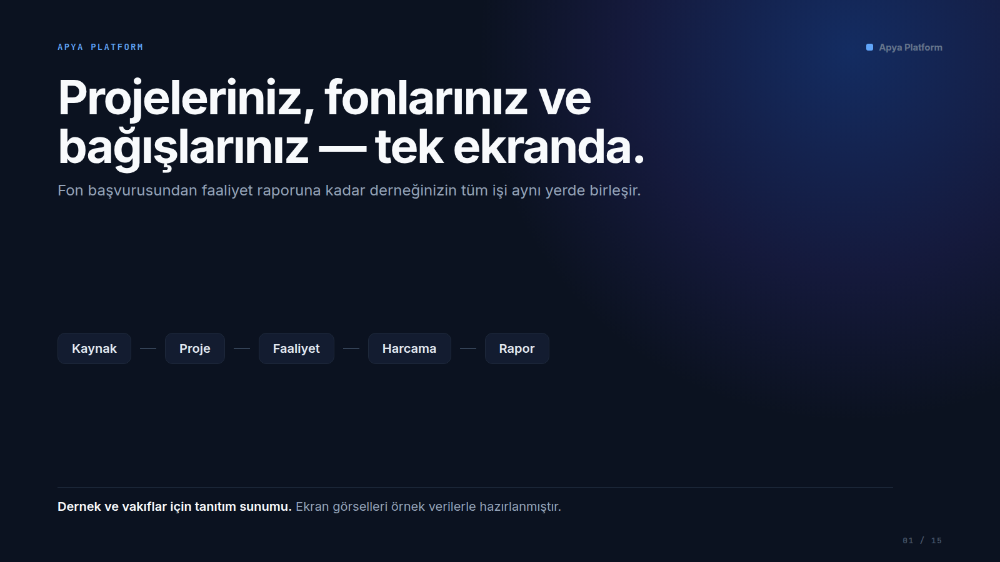 APYA PLATFORM
Apya Platform
Projeleriniz, fonlarınız ve
bağışlarınız — tek ekranda.
Fon başvurusundan faaliyet raporuna kadar derneğinizin tüm işi aynı yerde birleşir.
Kaynak — Proje — Faaliyet — Harcama — Rapor
Dernek ve vakıflar için tanıtım sunumu. Ekran görselleri örnek verilerle hazırlanmıştır.
01 / 15